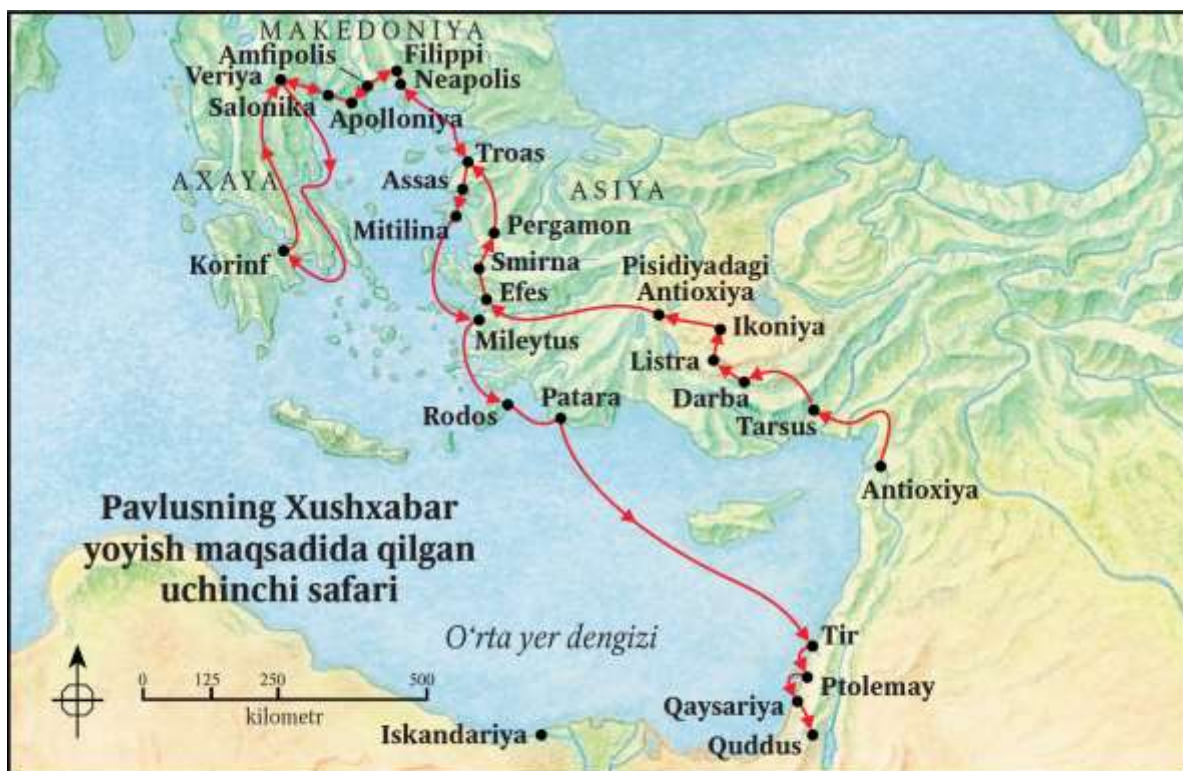 MAKEDONIYA
Amfipolis
Filippi
Veriya
Neapolis
Salonika
Apolloniya
Troas
AXAYA
Assas
ASIYA
Mitilina
Pergamon
Korinf
Smirna
Pisidiyadagi
Antioxiya
Efes
Ikoniya
Mileytus
Listra
Darba
Rodos
Patara
Tarsus
Antioxiya
Pavlusning Xushxabar
yoyish maqsadida qilgan
uchinchi safari
O‘rta yer dengizi
Tir
Ptolemay
0 125 250 500
kilometr
Qaysariya
Iskandariya
Quddus